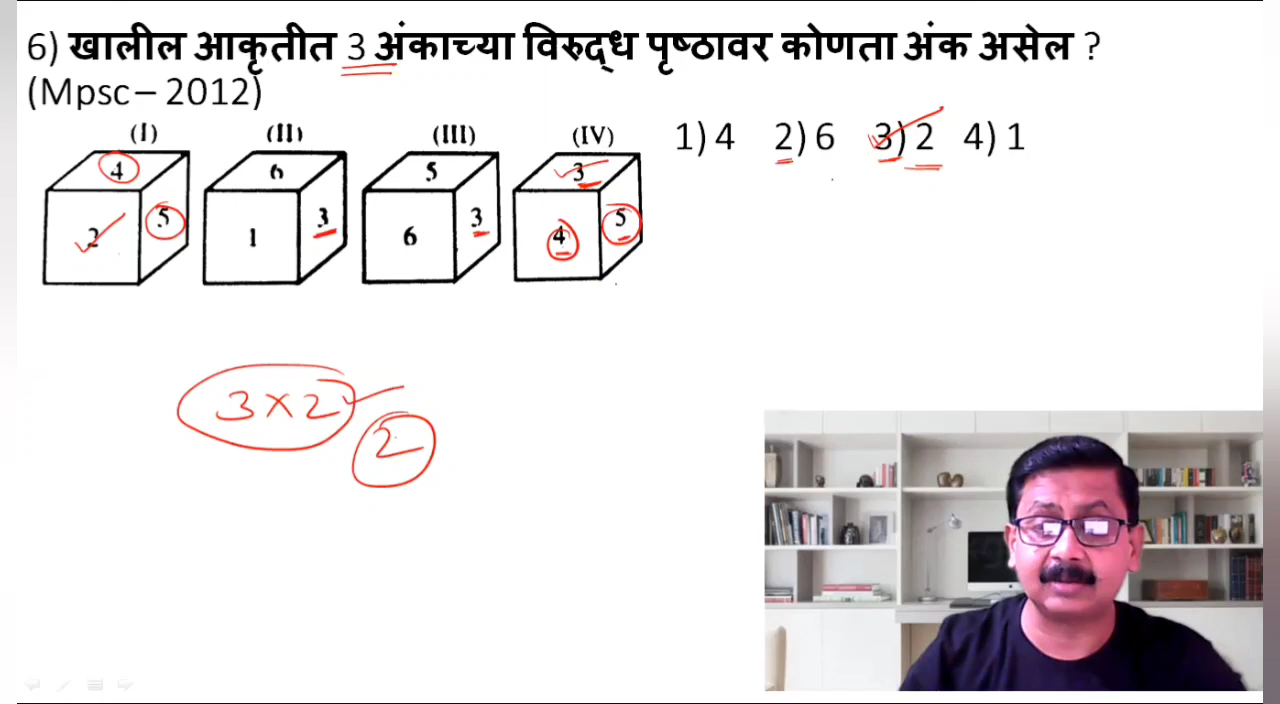 6) खालील आकृतीत 3 अंकाच्या विरुद्ध पृष्ठावर कोणता अंक असेल ?
(Mpsc – 2012)
(I) (II) (III) (IV)
1) 4 2) 6 3) 2 4) 1
4 6 5 3
2 5 1 3 6 3 4 5
3 × 2
2